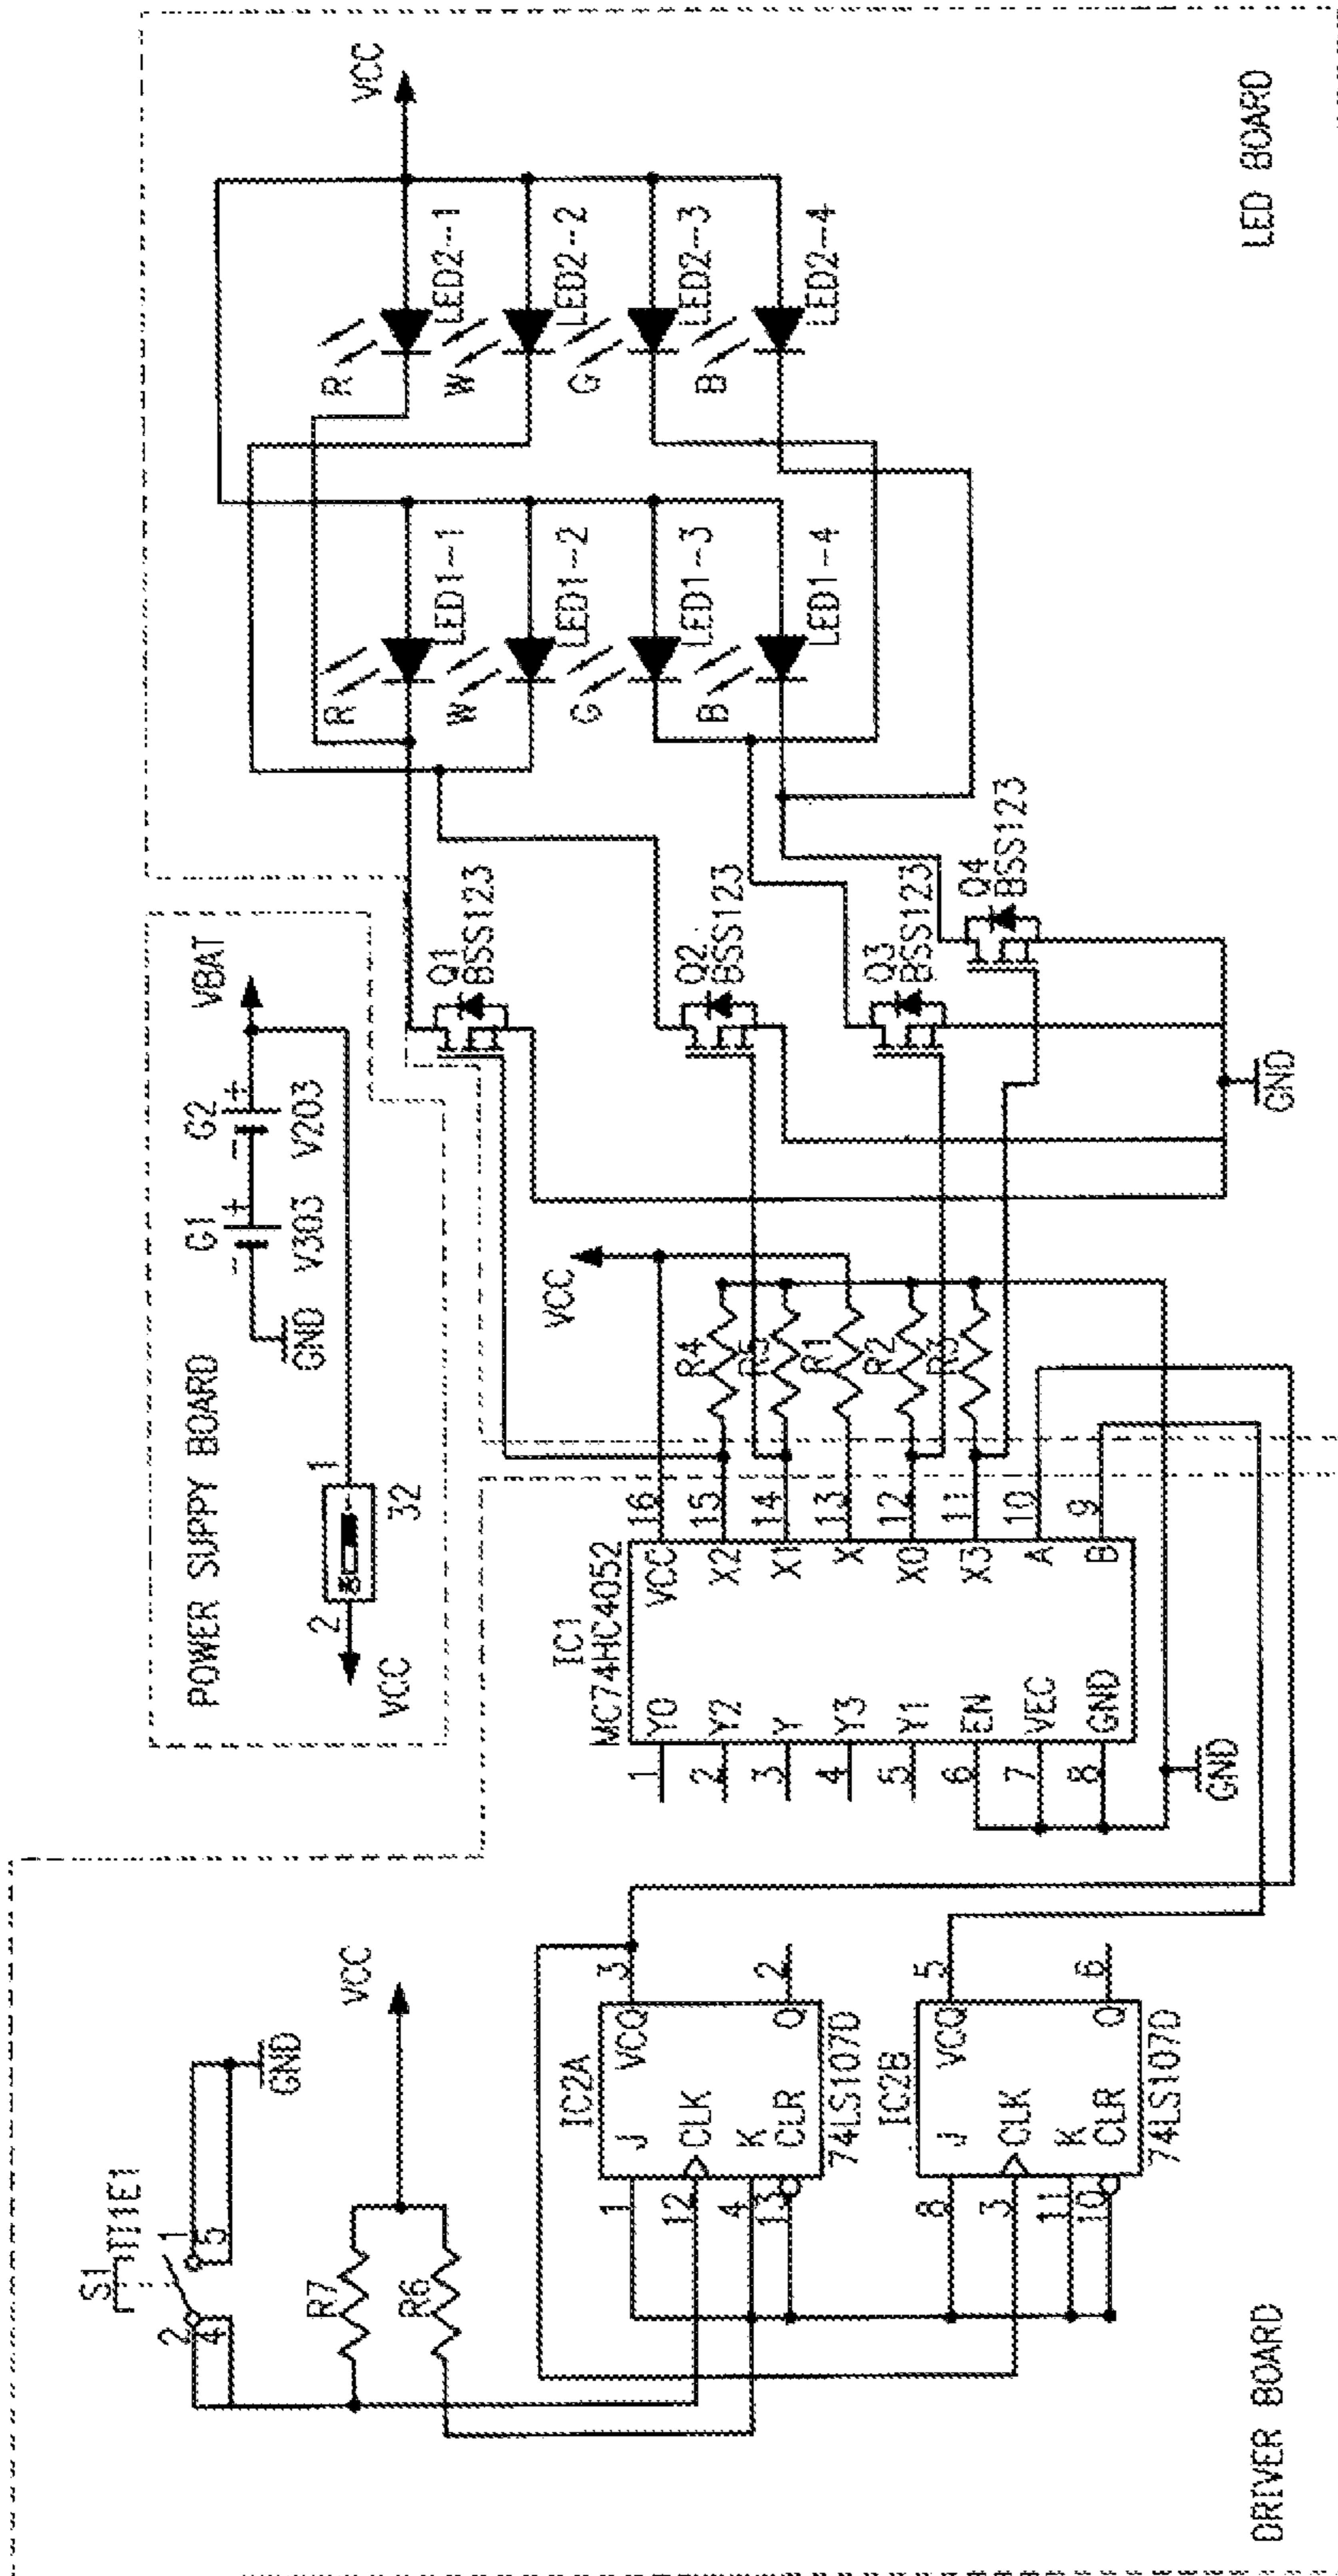 POWER SUPPY BOARD
GND
G1
V303
G2
V203
VBAT
1
2
32
VCC
DRIVER BOARD
S1
1
5
2
4
GND
R7
R6
VCC
IC2A
J
CLK
K
CLR
VCQ
Q
1
12
4
13
3
2
74LS107D
IC2B
J
CLK
K
CLR
VCQ
Q
8
3
11
10
5
6
74LS107D
IC1
MC74HC4052
1
Y0
2
Y2
3
Y
4
Y3
5
Y1
6
EN
7
VEC
8
GND
VCC
16
X2
15
X1
14
X
13
X0
12
X3
11
A
10
B
9
GND
VCC
R4
R5
R1
R2
R3
Q1
BSS123
Q2
BSS123
Q3
BSS123
Q4
BSS123
GND
R
LED1--1
W
LED1--2
G
LED1--3
B
LED1--4
R
LED2--1
W
LED2--2
G
LED2--3
B
LED2--4
VCC
LED BOARD